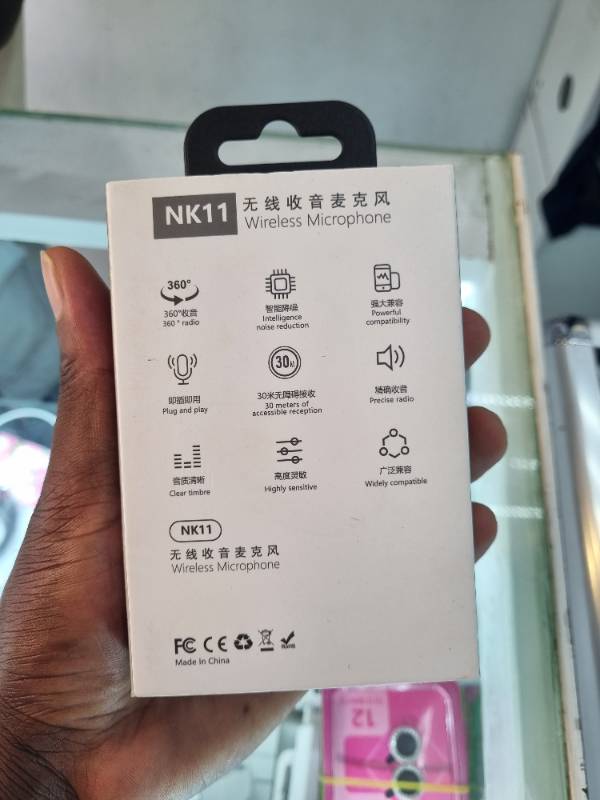 NK11
无线收音麦克风
Wireless Microphone
360°
360°收音
360 ° radio
智能降噪
Intelligence
noise reduction
强大兼容
Powerful
compatibility
即插即用
Plug and play
30
30米无障碍接收
30 meters of
accessible reception
精确收音
Precise radio
音质清晰
Clear timbre
高度灵敏
Highly sensitive
广泛兼容
Widely compatible
NK11
无线收音麦克风
Wireless Microphone
FC CE
Made In China
12